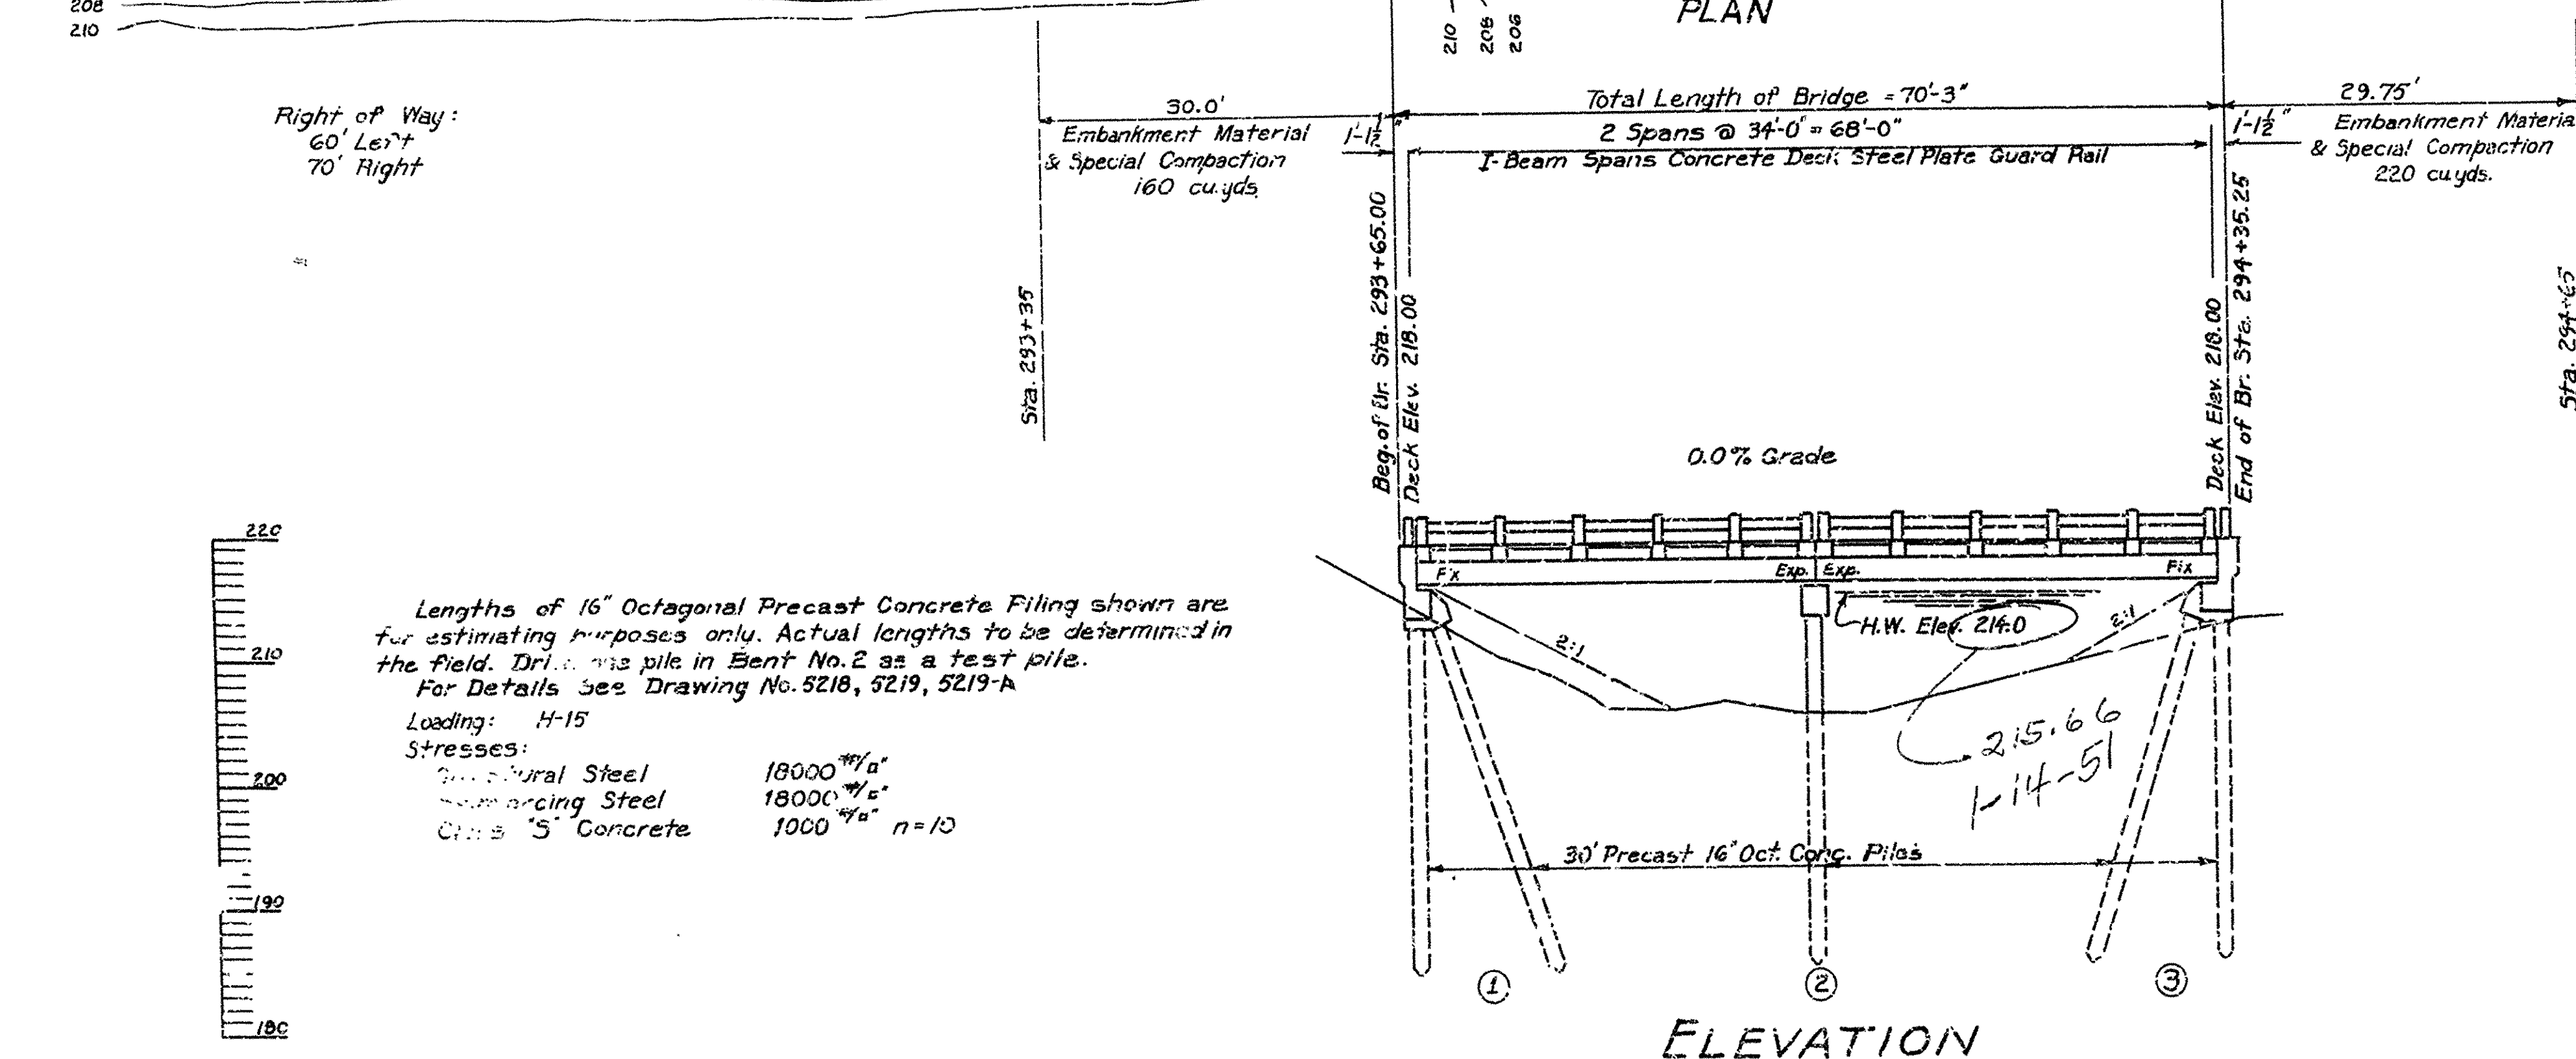 208
210
PLAN
210
208
206
Right of Way:
60' Left
70' Right
30.0'
Embankment Material
& Special Compaction
160 cu.yds.
1'-1½"
Total Length of Bridge = 70'-3"
2 Spans @ 34'-0" = 68'-0"
I-Beam Spans Concrete Deck Steel Plate Guard Rail
29.75'
1'-1½"
Embankment Materia
& Special Compaction
220 cu.yds.
Sta. 293+35
Beg. of Br. Sta. 293+65.00
Deck Elev. 218.00
Deck Elev. 218.00
End of Br. Sta. 294+35.25
Sta. 294+65
0.0% Grade
220
210
200
190
180
Lengths of 16" Octagonal Precast Concrete Piling shown are
for estimating purposes only. Actual lengths to be determined in
the field. pile in Bent No. 2 as a test pile.
For Details See Drawing No. 5218, 5219, 5219-A
Loading: H-15
Stresses:
Steel 18000 #/□"
Steel 18000 #/□"
"S" Concrete 1000 #/□" n=10
Fix
Exp.
Exp.
Fix
2:1
H.W. Elev. 214.0
2:1
215.66
1-14-51
30' Precast 16" Oct. Conc. Piles
1
2
3
ELEVATION